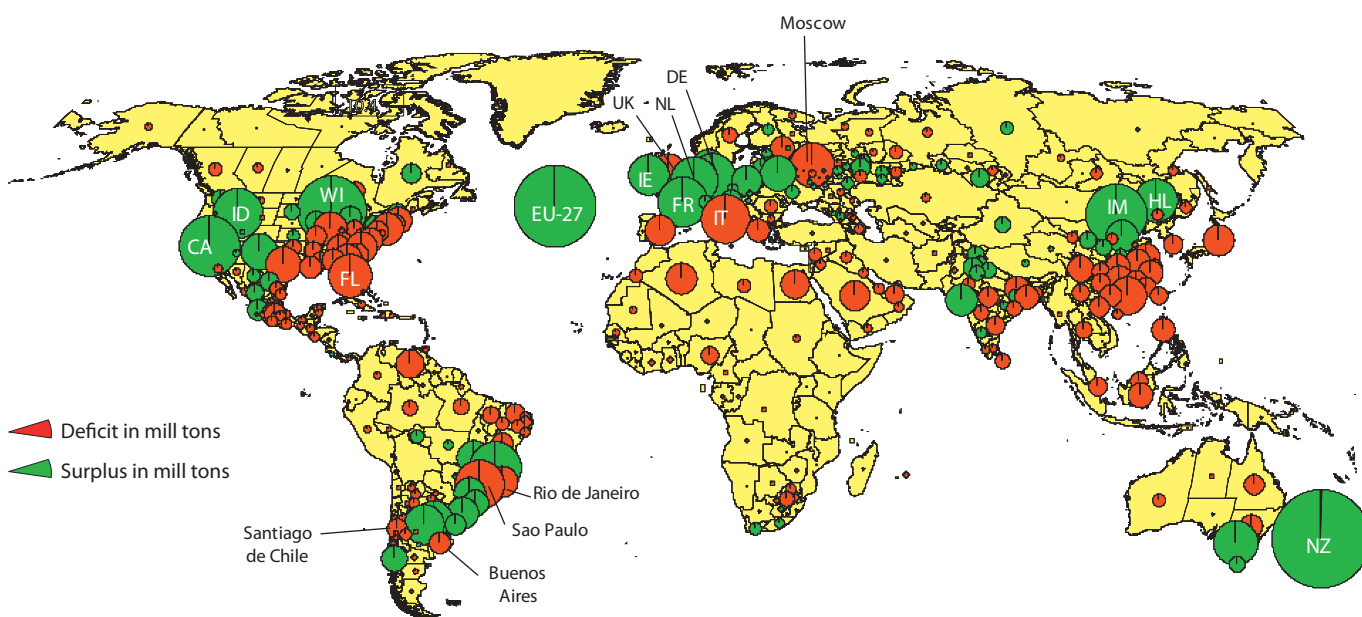 Moscow
DE
UK NL
IE
FR
IT
EU-27
WI
ID
CA
FL
IM
HL
Deficit in mill tons
Surplus in mill tons
Rio de Janeiro
Sao Paulo
Santiago
de Chile
Buenos
Aires
NZ